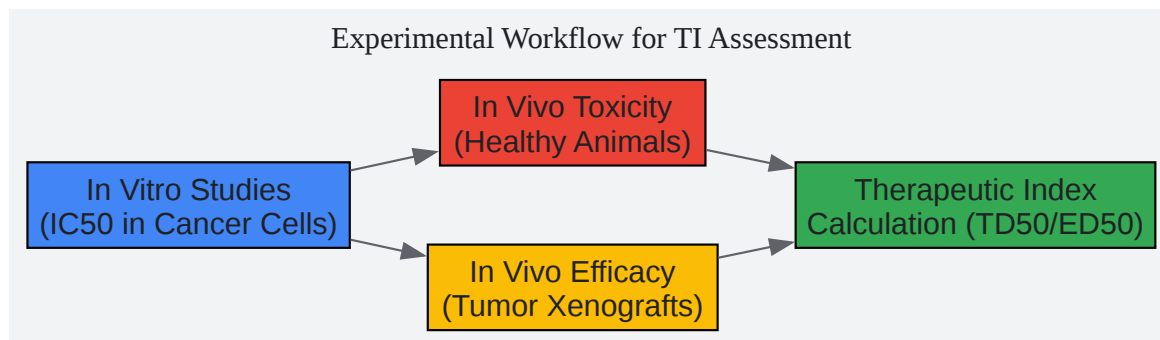 Experimental Workflow for TI Assessment
In Vitro Studies
(IC50 in Cancer Cells)
In Vivo Toxicity
(Healthy Animals)
In Vivo Efficacy
(Tumor Xenografts)
Therapeutic Index
Calculation (TD50/ED50)